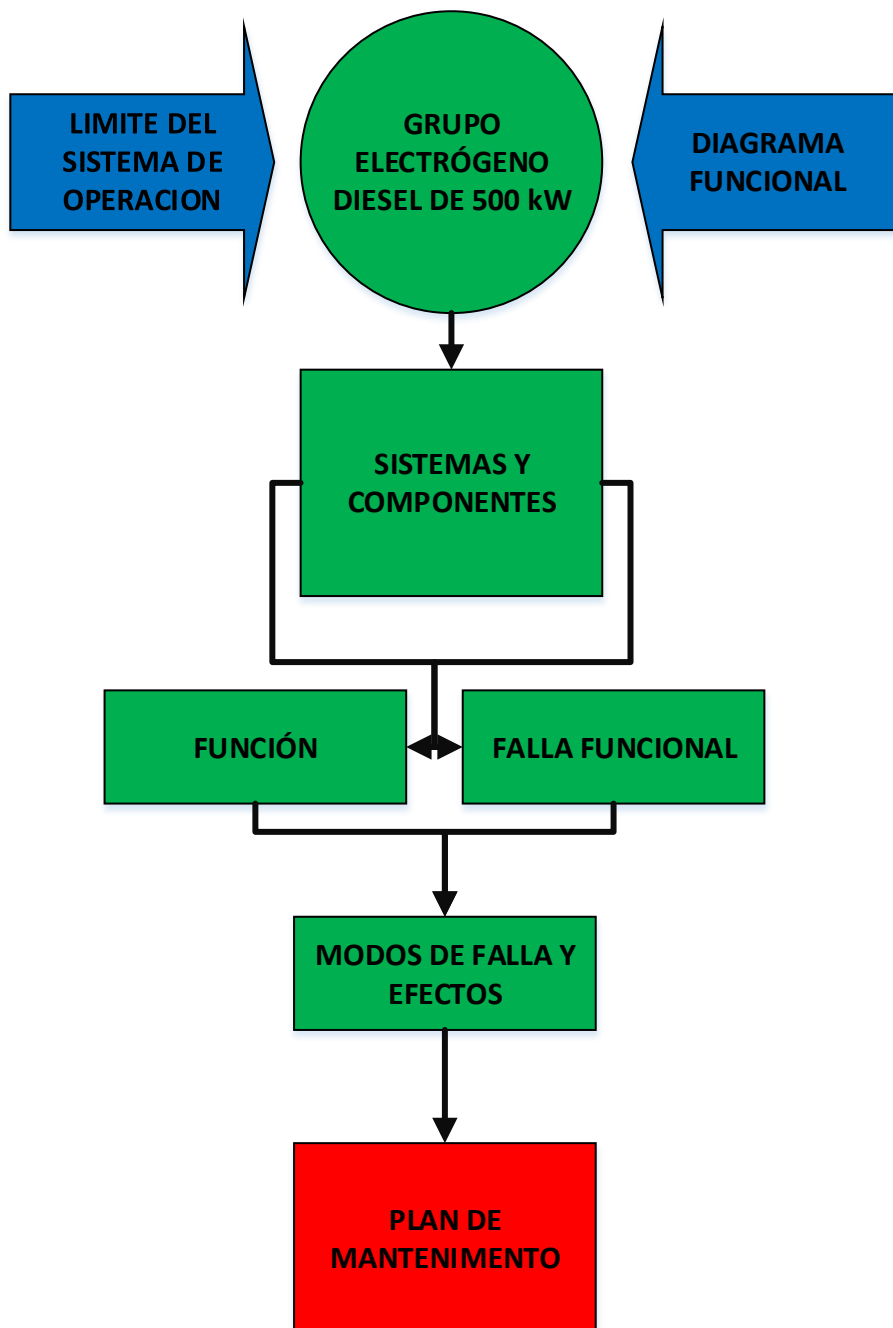 LIMITE DEL
SISTEMA DE
OPERACION
GRUPO
ELECTRÓGENO
DIESEL DE 500 kW
DIAGRAMA
FUNCIONAL
SISTEMAS Y
COMPONENTES
FUNCIÓN
FALLA FUNCIONAL
MODOS DE FALLA Y
EFECTOS
PLAN DE
MANTENIMENTO